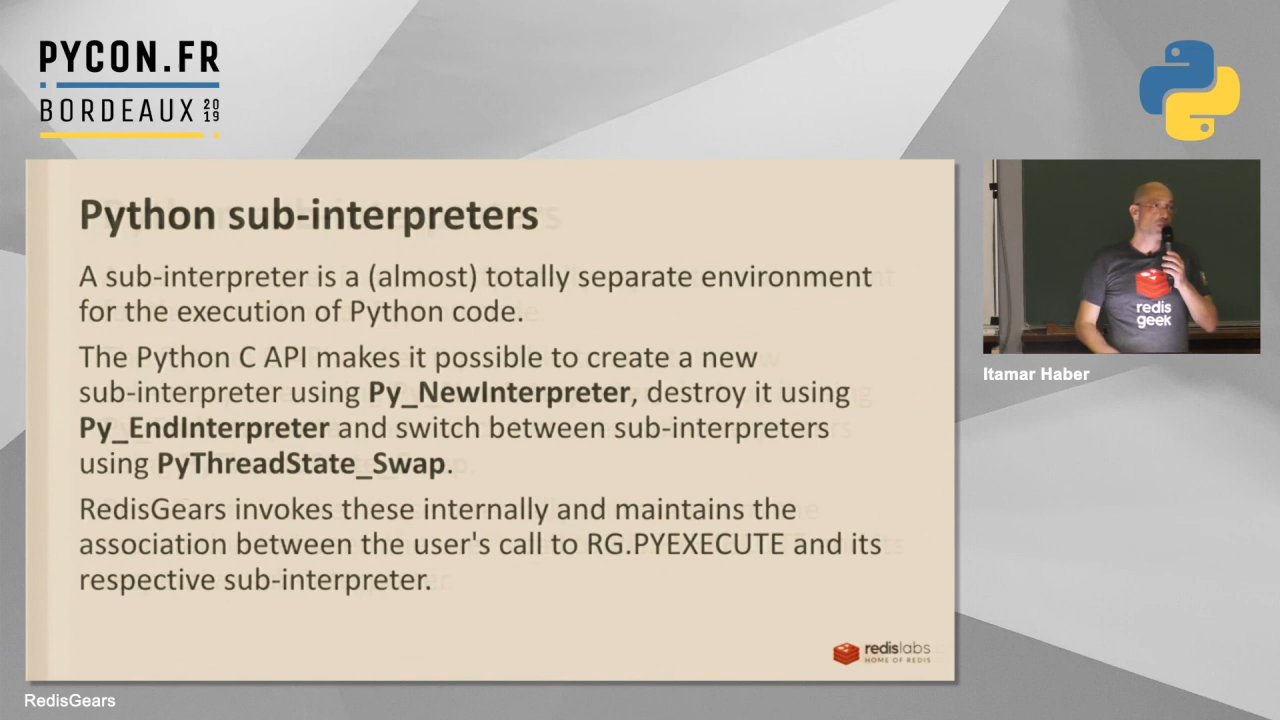 PYCON.FR
BORDEAUX 2019
Python sub-interpreters
A sub-interpreter is a (almost) totally separate environment
for the execution of Python code.
The Python C API makes it possible to create a new
sub-interpreter using Py_NewInterpreter, destroy it using
Py_EndInterpreter and switch between sub-interpreters
using PyThreadState_Swap.
RedisGears invokes these internally and maintains the
association between the user's call to RG.PYEXECUTE and its
respective sub-interpreter.
redislabs
HOME OF REDIS
redis
geek
Itamar Haber
RedisGears